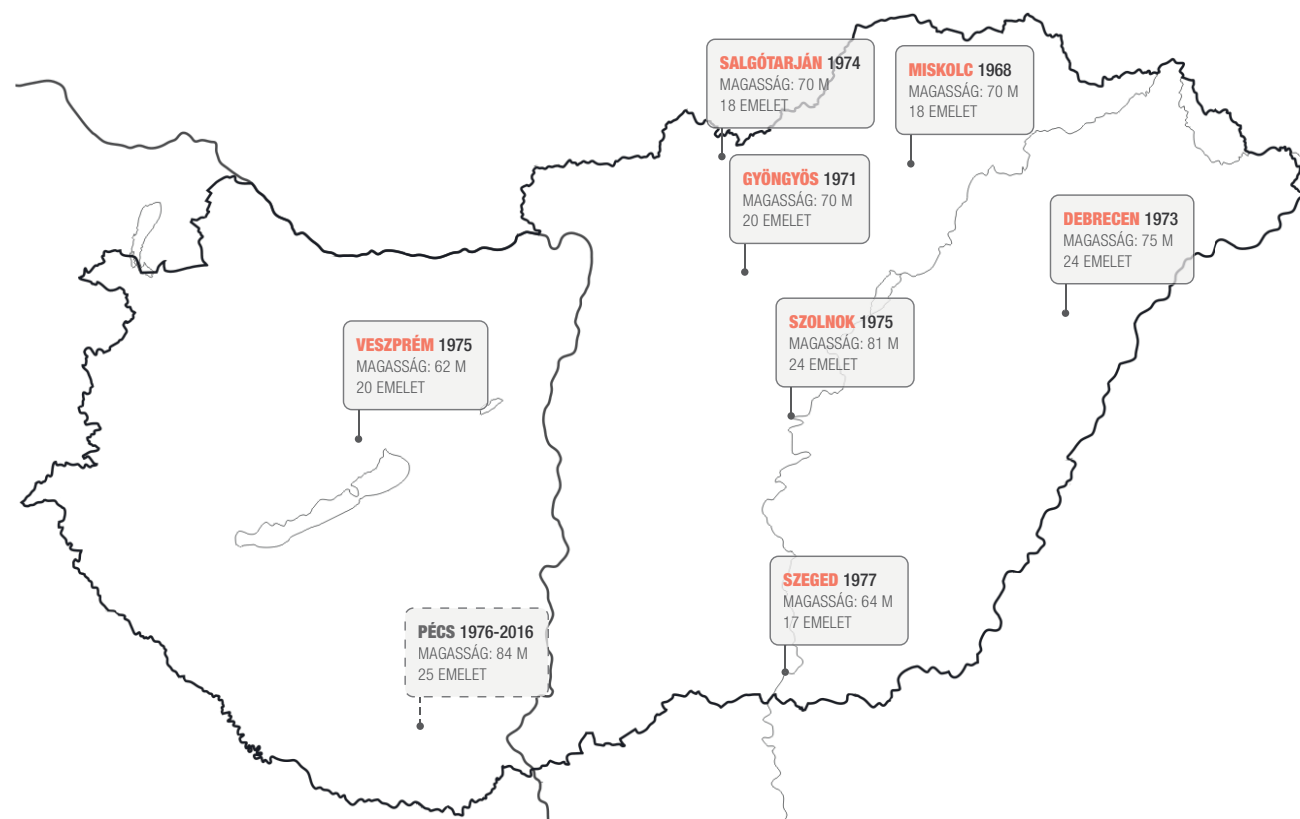 SALGÓTARJÁN 1974
MAGASSÁG: 70 M
18 EMELET
MISKOLC 1968
MAGASSÁG: 70 M
18 EMELET
GYÖNGYÖS 1971
MAGASSÁG: 70 M
20 EMELET
DEBRECEN 1973
MAGASSÁG: 75 M
24 EMELET
SZOLNOK 1975
MAGASSÁG: 81 M
24 EMELET
VESZPRÉM 1975
MAGASSÁG: 62 M
20 EMELET
SZEGED 1977
MAGASSÁG: 64 M
17 EMELET
PÉCS 1976-2016
MAGASSÁG: 84 M
25 EMELET